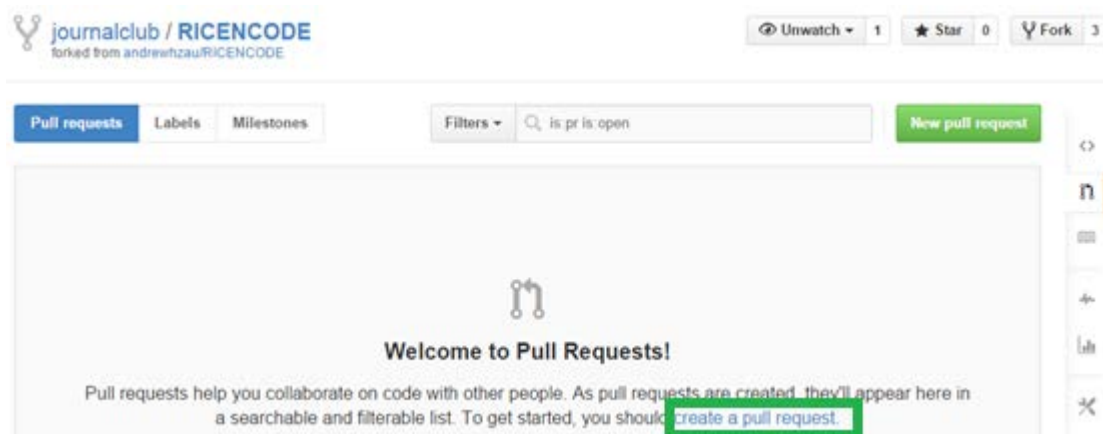 journalclub / RICENCODE
forked from andrewhzau/RICENCODE
Unwatch 1 Star 0 Fork 3
Pull requests Labels Milestones Filters is:pr is:open New pull request
Welcome to Pull Requests!
Pull requests help you collaborate on code with other people. As pull requests are created, they'll appear here in
a searchable and filterable list. To get started, you should create a pull request.